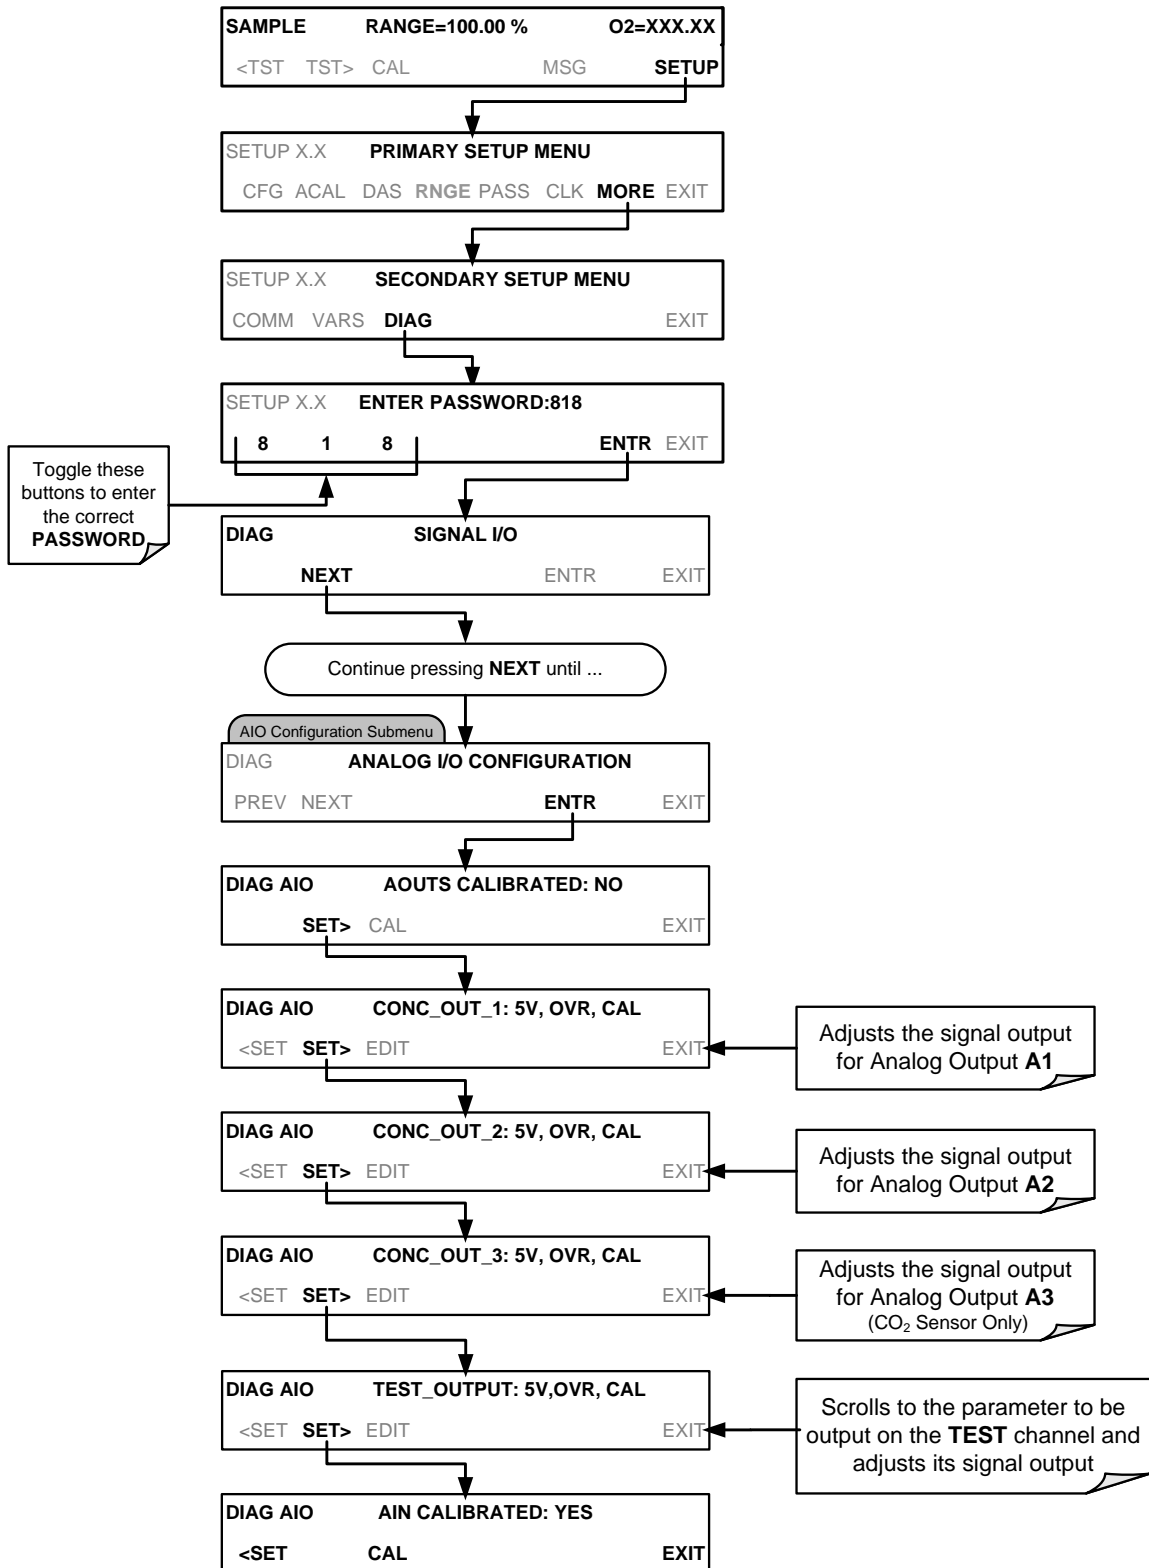 SAMPLE RANGE=100.00 % O2=XXX.XX
<TST TST> CAL MSG SETUP
SETUP X.X PRIMARY SETUP MENU
CFG ACAL DAS RNGE PASS CLK MORE EXIT
SETUP X.X SECONDARY SETUP MENU
COMM VARS DIAG EXIT
SETUP X.X ENTER PASSWORD:818
8 1 8 ENTR EXIT
Toggle these
buttons to enter
the correct
PASSWORD
DIAG SIGNAL I/O
NEXT ENTR EXIT
Continue pressing NEXT until ...
AIO Configuration Submenu
DIAG ANALOG I/O CONFIGURATION
PREV NEXT ENTR EXIT
DIAG AIO AOUTS CALIBRATED: NO
SET> CAL EXIT
DIAG AIO CONC_OUT_1: 5V, OVR, CAL
<SET SET> EDIT EXIT
Adjusts the signal output
for Analog Output A1
DIAG AIO CONC_OUT_2: 5V, OVR, CAL
<SET SET> EDIT EXIT
Adjusts the signal output
for Analog Output A2
DIAG AIO CONC_OUT_3: 5V, OVR, CAL
<SET SET> EDIT EXIT
Adjusts the signal output
for Analog Output A3
(CO₂ Sensor Only)
DIAG AIO TEST_OUTPUT: 5V,OVR, CAL
<SET SET> EDIT EXIT
Scrolls to the parameter to be
output on the TEST channel and
adjusts its signal output
DIAG AIO AIN CALIBRATED: YES
<SET CAL EXIT